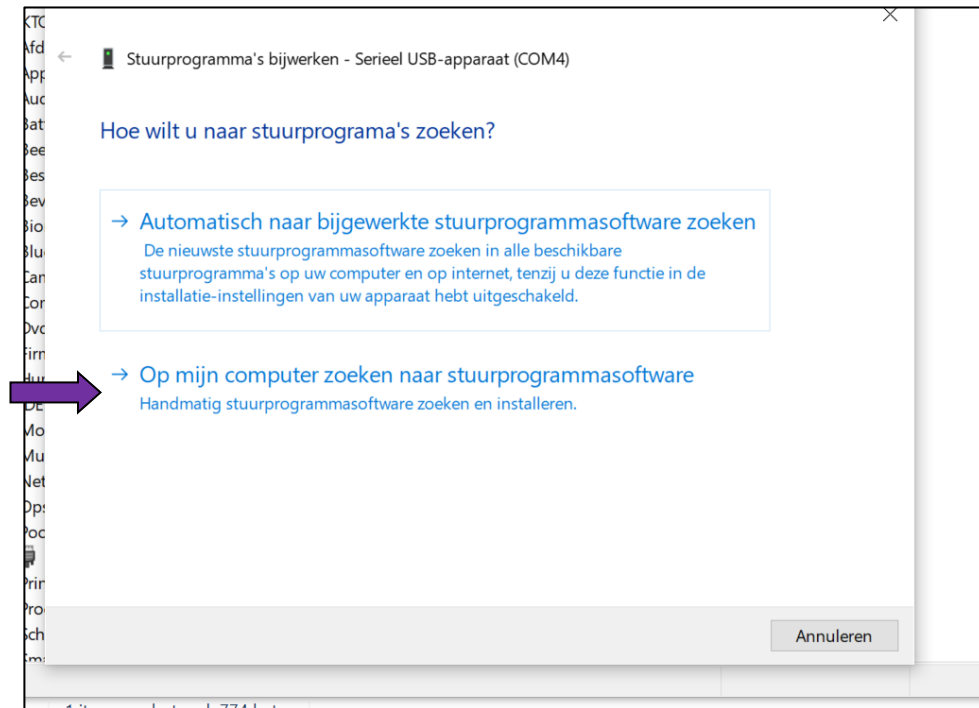 Stuurprogramma's bijwerken - Serieel USB-apparaat (COM4)
Hoe wilt u naar stuurprograma's zoeken?
→ Automatisch naar bijgewerkte stuurprogrammasoftware zoeken
De nieuwste stuurprogrammasoftware zoeken in alle beschikbare
stuurprogramma's op uw computer en op internet, tenzij u deze functie in de
installatie-instellingen van uw apparaat hebt uitgeschakeld.
→ Op mijn computer zoeken naar stuurprogrammasoftware
Handmatig stuurprogrammasoftware zoeken en installeren.
Annuleren